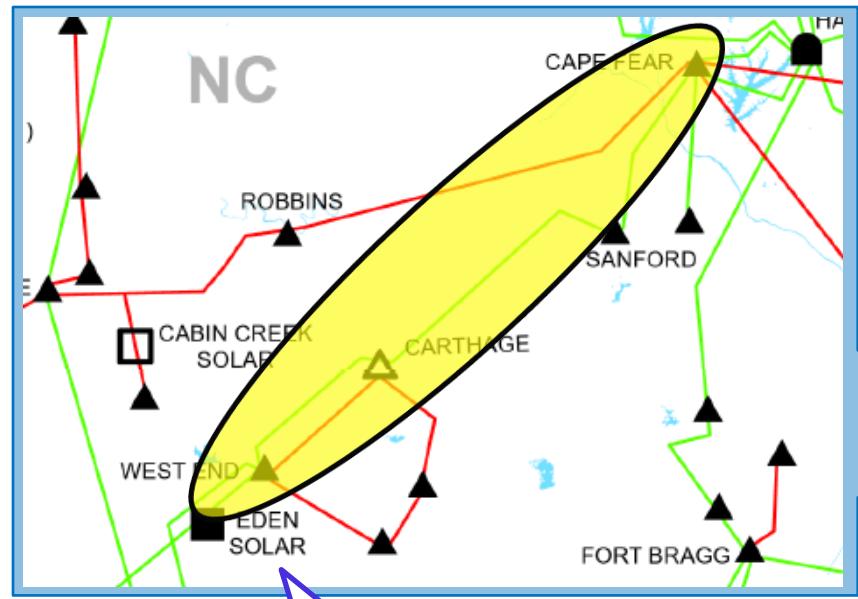 HA
CAPE FEAR
NC
)
ROBBINS
SANFORD
E
CABIN CREEK
SOLAR
CARTHAGE
WEST END
EDEN
SOLAR
FORT BRAGG